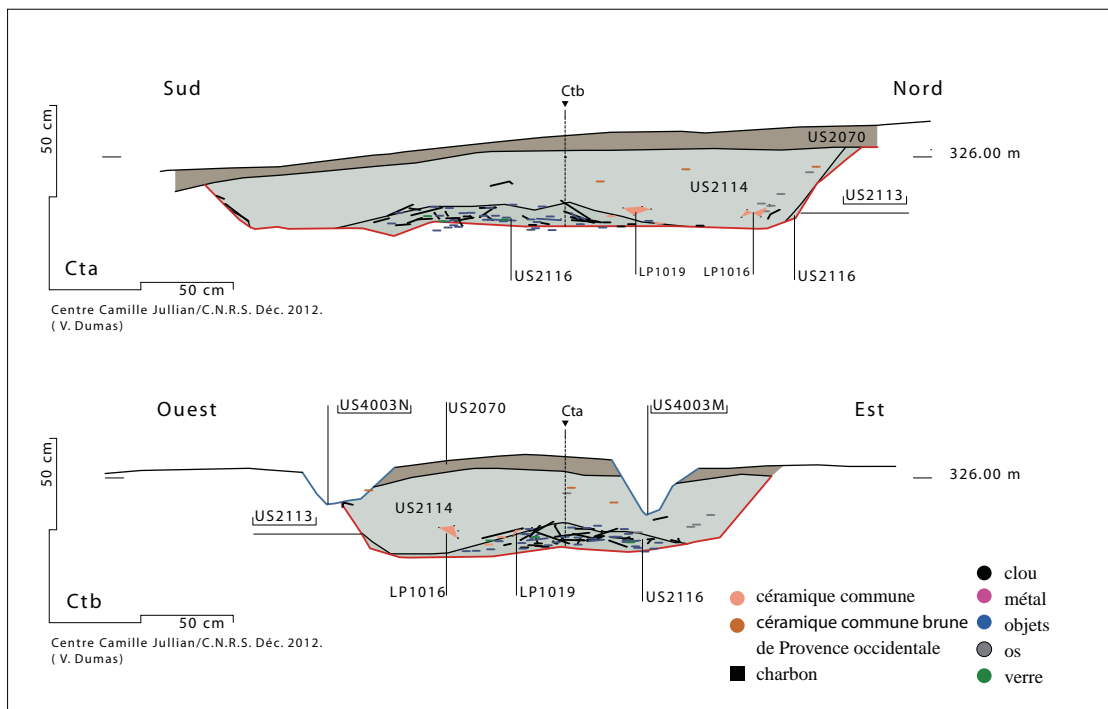 Sud
Ctb
Nord
50 cm
US2070
326.00 m
US2114
US2113
Cta
US2116
LP1019
LP1016
US2116
50 cm
Centre Camille Jullian/C.N.R.S. Déc. 2012.
( V. Dumas)
Ouest
US4003N
US2070
Cta
US4003M
Est
50 cm
326.00 m
US2114
US2113
LP1016
LP1019
US2116
Ctb
50 cm
Centre Camille Jullian/C.N.R.S. Déc. 2012.
( V. Dumas)
céramique commune
céramique commune brune
de Provence occidentale
charbon
clou
métal
objets
os
verre